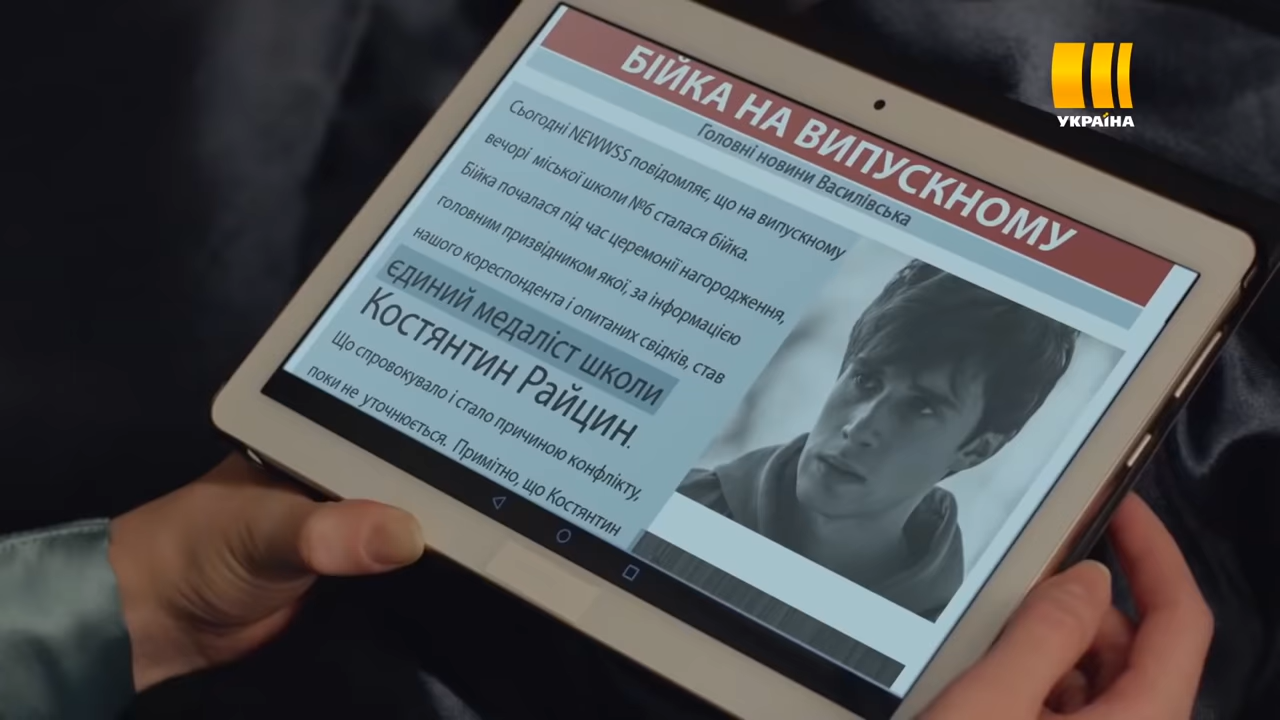 УКРАЇНА
БІЙКА НА ВИПУСКНОМУ
Головні новини Василівська
Сьогодні NEWWSS повідомляє, що на випускному
вечорі міської школи №6 сталася бійка.
Бійка почалася під час церемонії нагородження,
головним призвідником якої, за інформацією
нашого кореспондента і опитаних свідків, став
єдиний медаліст школи
Костянтин Райцин.
Що спровокувало і стало причиною конфлікту,
поки не уточнюється. Примітно, що Костянтин